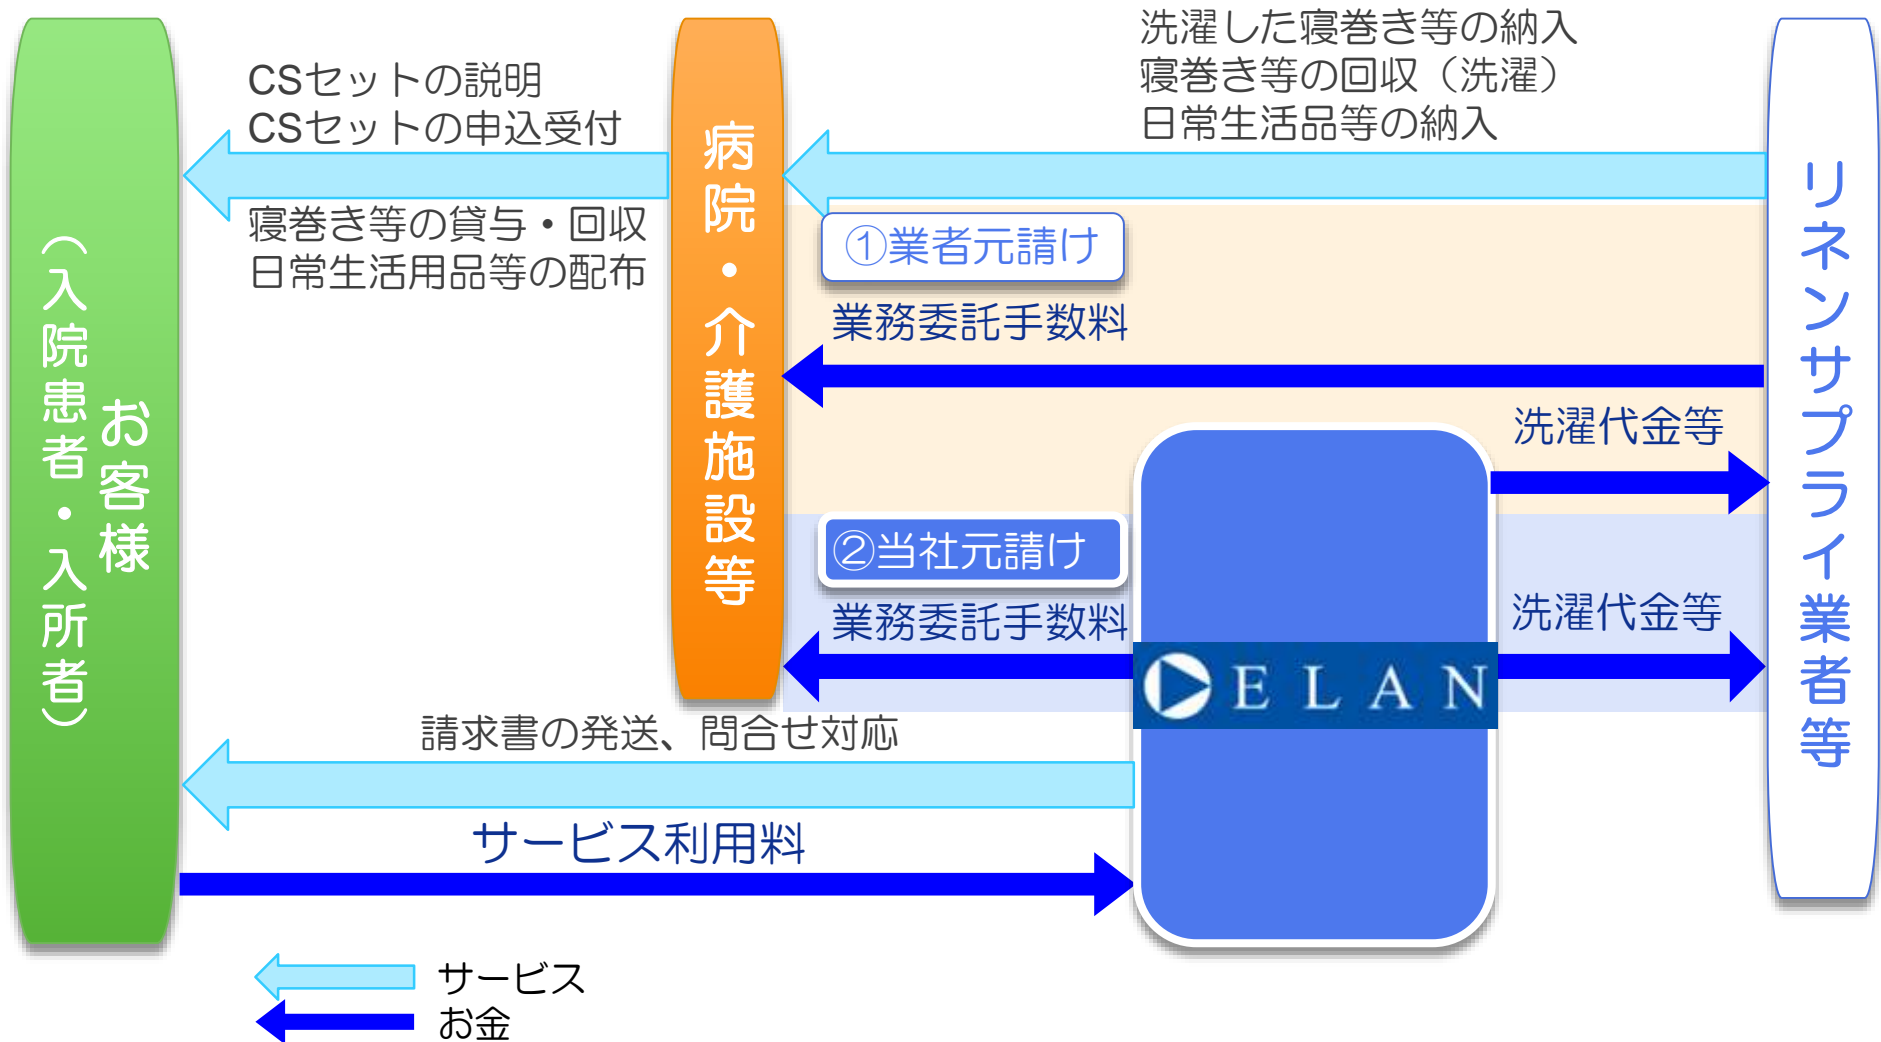 洗濯した寝巻き等の納入
寝巻き等の回収（洗濯）
日常生活品等の納入
CSセットの説明
CSセットの申込受付
寝巻き等の貸与・回収
日常生活用品等の配布
お客様
（入院患者・入所者）
病院・介護施設等
リネンサプライ業者等
①業者元請け
業務委託手数料
洗濯代金等
②当社元請け
業務委託手数料
洗濯代金等
ELAN
請求書の発送、問合せ対応
サービス利用料
サービス
お金